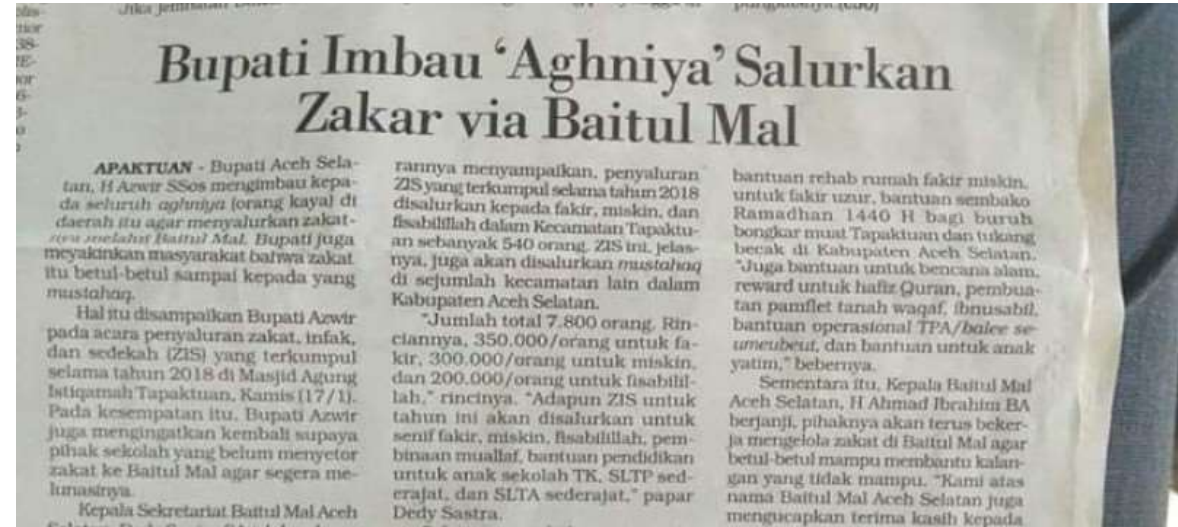 Bupati Imbau ‘Aghniya’ Salurkan
Zakar via Baitul Mal
APAKTUAN - Bupati Aceh Sela-
tan, H Azwir SSos mengimbau kepa-
da seluruh aghniya (orang kaya) di
daerah itu agar menyalurkan zakat-
nya melalui Baitul Mal. Bupati juga
meyakinkan masyarakat bahwa zakat
itu betul-betul sampai kepada yang
mustahaq.
Hal itu disampaikan Bupati Azwir
pada acara penyaluran zakat, infak,
dan sedekah (ZIS) yang terkumpul
selama tahun 2018 di Masjid Agung
Istiqamah Tapaktuan, Kamis (17/1).
Pada kesempatan itu, Bupati Azwir
juga mengingatkan kembali supaya
pihak sekolah yang belum menyetor
zakat ke Baitul Mal agar segera me-
lunasinya.
Kepala Sekretariat Baitul Mal Aceh
rannya menyampaikan, penyaluran
ZIS yang terkumpul selama tahun 2018
disalurkan kepada fakir, miskin, dan
fisabilillah dalam Kecamatan Tapaktu-
an sebanyak 540 orang. ZIS ini, jelas-
nya, juga akan disalurkan mustahaq
di sejumlah kecamatan lain dalam
Kabupaten Aceh Selatan.
"Jumlah total 7.800 orang. Rin-
ciannya, 350.000/orang untuk fa-
kir, 300.000/orang untuk miskin,
dan 200.000/orang untuk fisabilil-
lah," rincinya. "Adapun ZIS untuk
tahun ini akan disalurkan untuk
senif fakir, miskin, fisabilillah, pem-
binaan muallaf, bantuan pendidikan
untuk anak sekolah TK, SLTP sed-
erajat, dan SLTA sederajat," papar
Dedy Sastra.
bantuan rehab rumah fakir miskin,
untuk fakir uzur, bantuan sembako
Ramadhan 1440 H bagi buruh
bongkar muat Tapaktuan dan tukang
becak di Kabupaten Aceh Selatan.
"Juga bantuan untuk bencana alam,
reward untuk hafiz Quran, pembua-
tan pamflet tanah waqaf, ibnusabil,
bantuan operasional TPA/balee se-
umeubeut, dan bantuan untuk anak
yatim," bebernya.
Sementara itu, Kepala Baitul Mal
Aceh Selatan, H Ahmad Ibrahim BA
berjanji, pihaknya akan terus beker-
ja mengelola zakat di Baitul Mal agar
betul-betul mampu membantu kalan-
gan yang tidak mampu. "Kami atas
nama Baitul Mal Aceh Selatan juga
mengucapkan terima kasih kepada